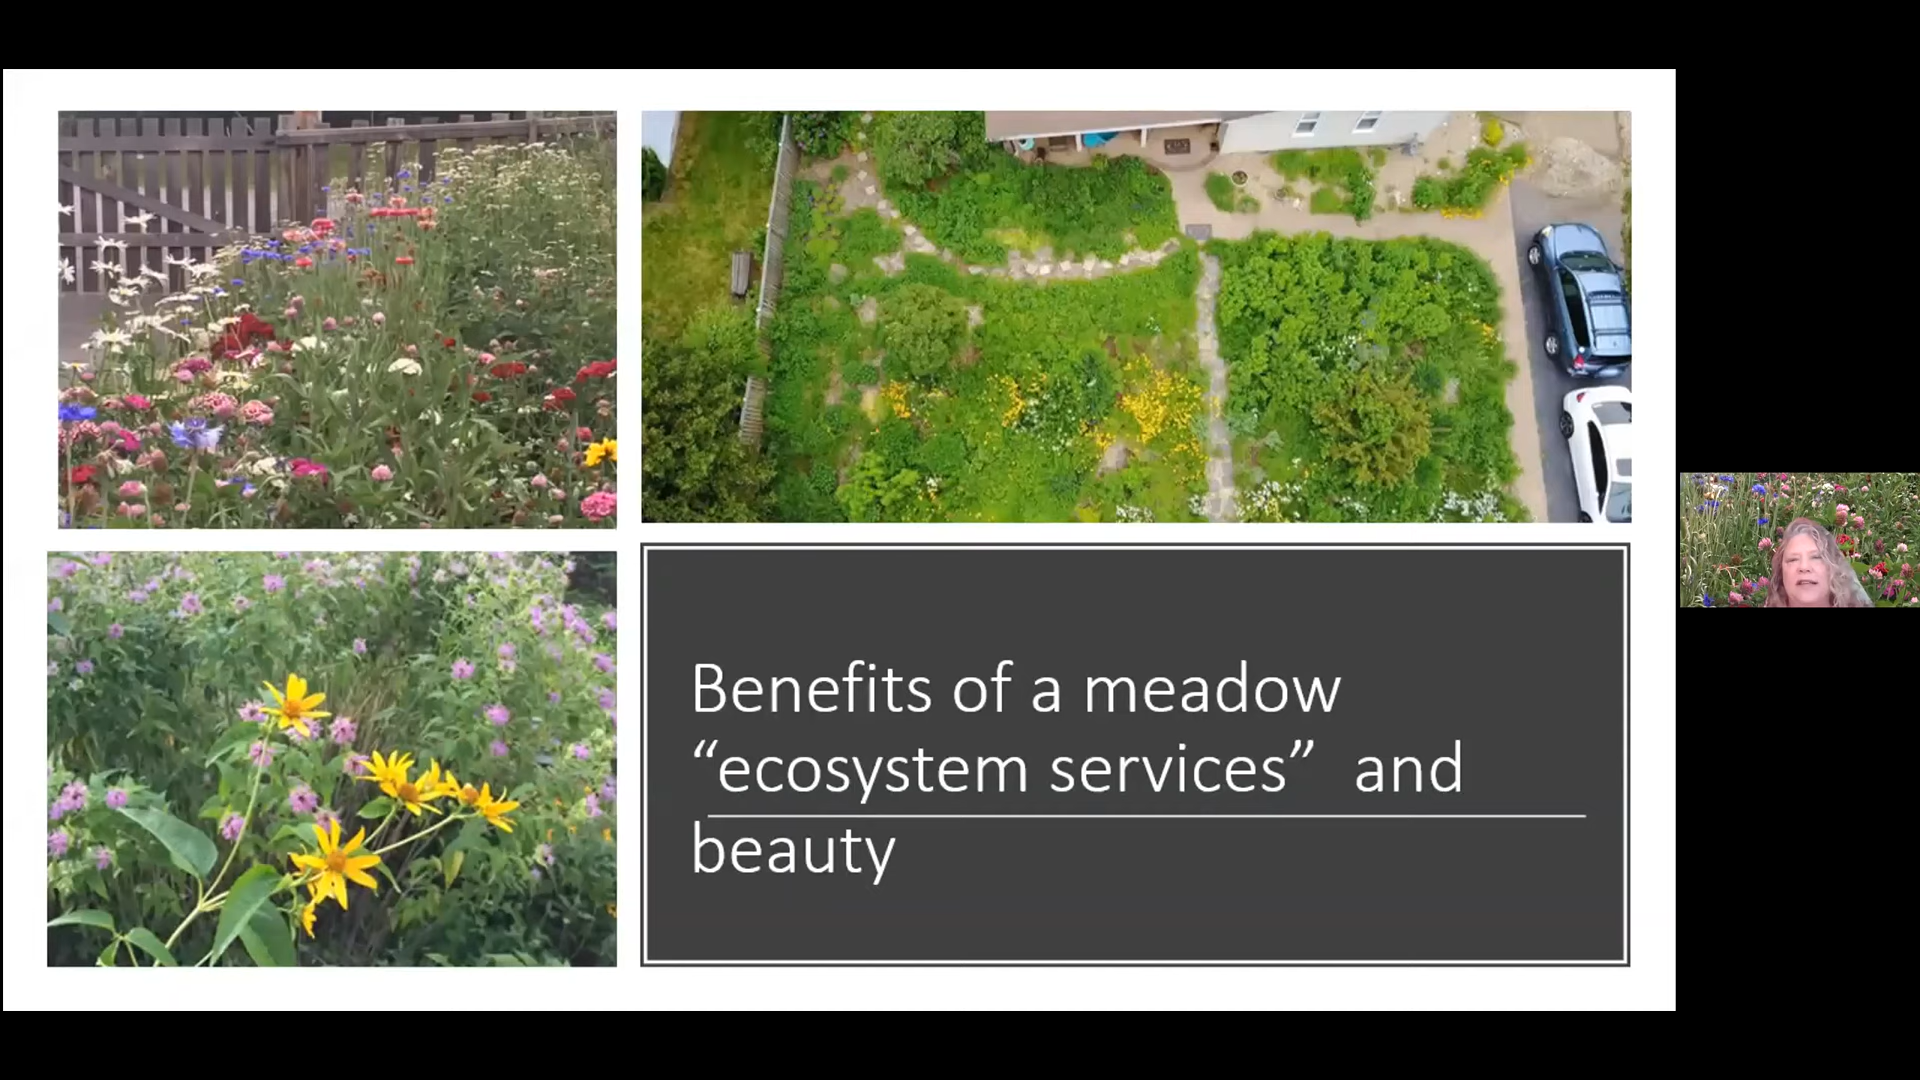 Benefits of a meadow
“ecosystem services”  and
beauty